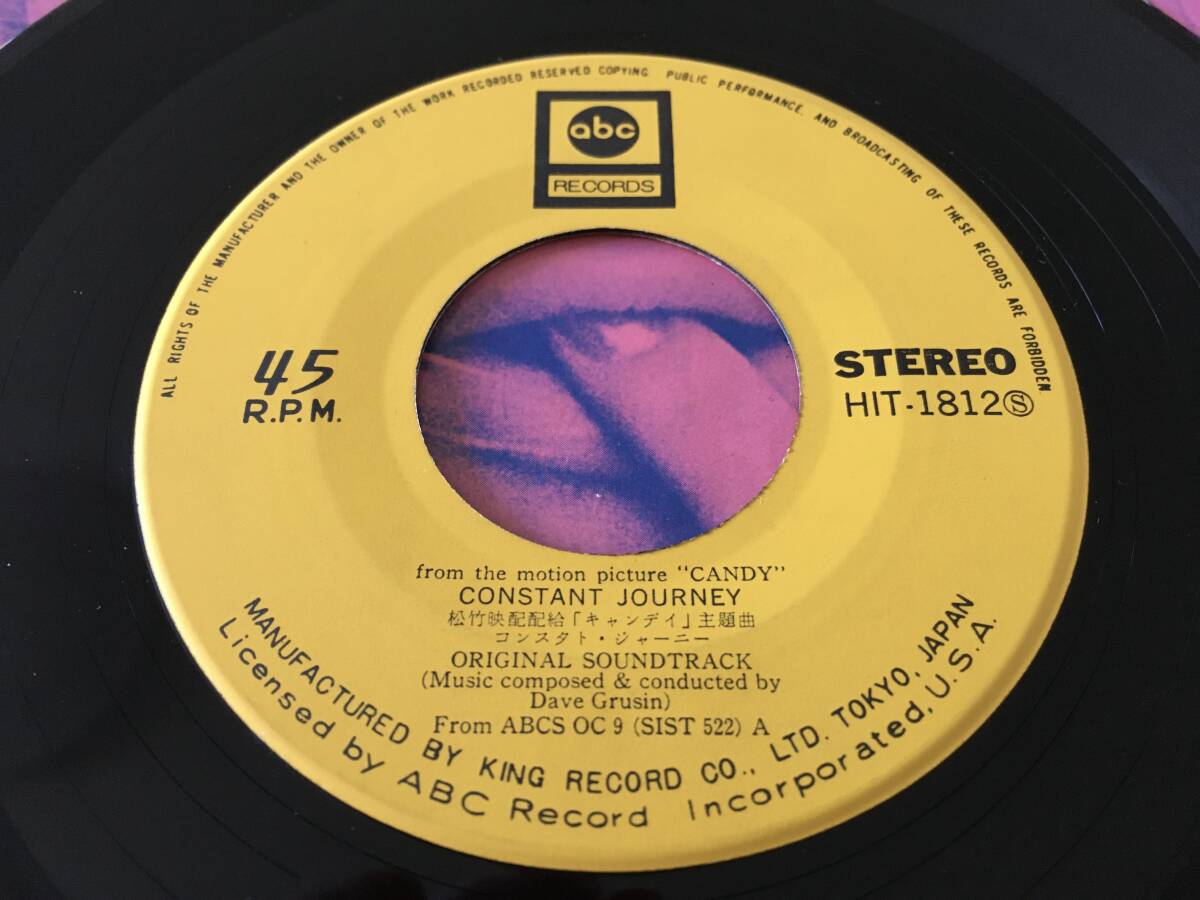 ALL RIGHTS OF THE MANUFACTURER AND THE OWNER OF THE WORK RECORDED RESERVED COPYING. PUBLIC PERFORMANCE. AND BROADCASTING OF THESE RECORDS ARE FORBIDDEN
abc
RECORDS
45
R.P.M.
STEREO
HIT-1812Ⓢ
from the motion picture “CANDY”
CONSTANT JOURNEY
松竹映配配給「キャンデイ」主題曲
コンスタト・ジャーニー
ORIGINAL SOUNDTRACK
(Music composed & conducted by
Dave Grusin)
From ABCS OC 9 (SIST 522) A
MANUFACTURED BY KING RECORD CO., LTD. TOKYO, JAPAN
Licensed by ABC Record Incorporated, U.S.A.